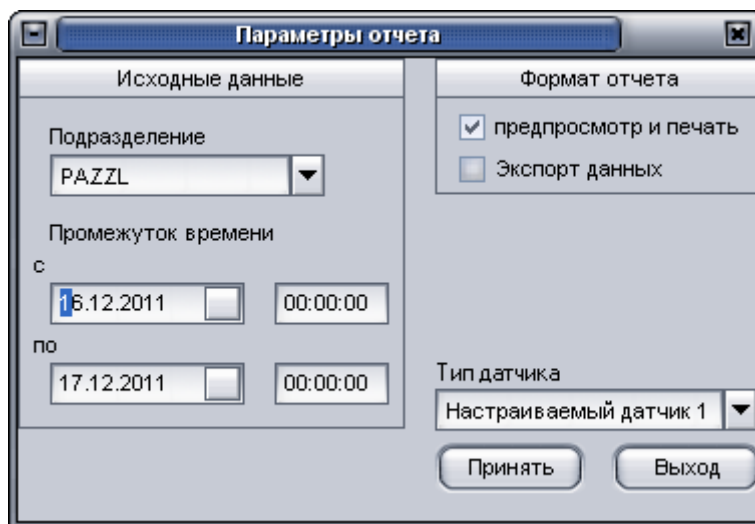 Параметры отчета
Исходные данные
Подразделение
PAZZL
Промежуток времени
с
16.12.2011 00:00:00
по
17.12.2011 00:00:00
Формат отчета
предпросмотр и печать
Экспорт данных
Тип датчика
Настраиваемый датчик 1
Принять Выход